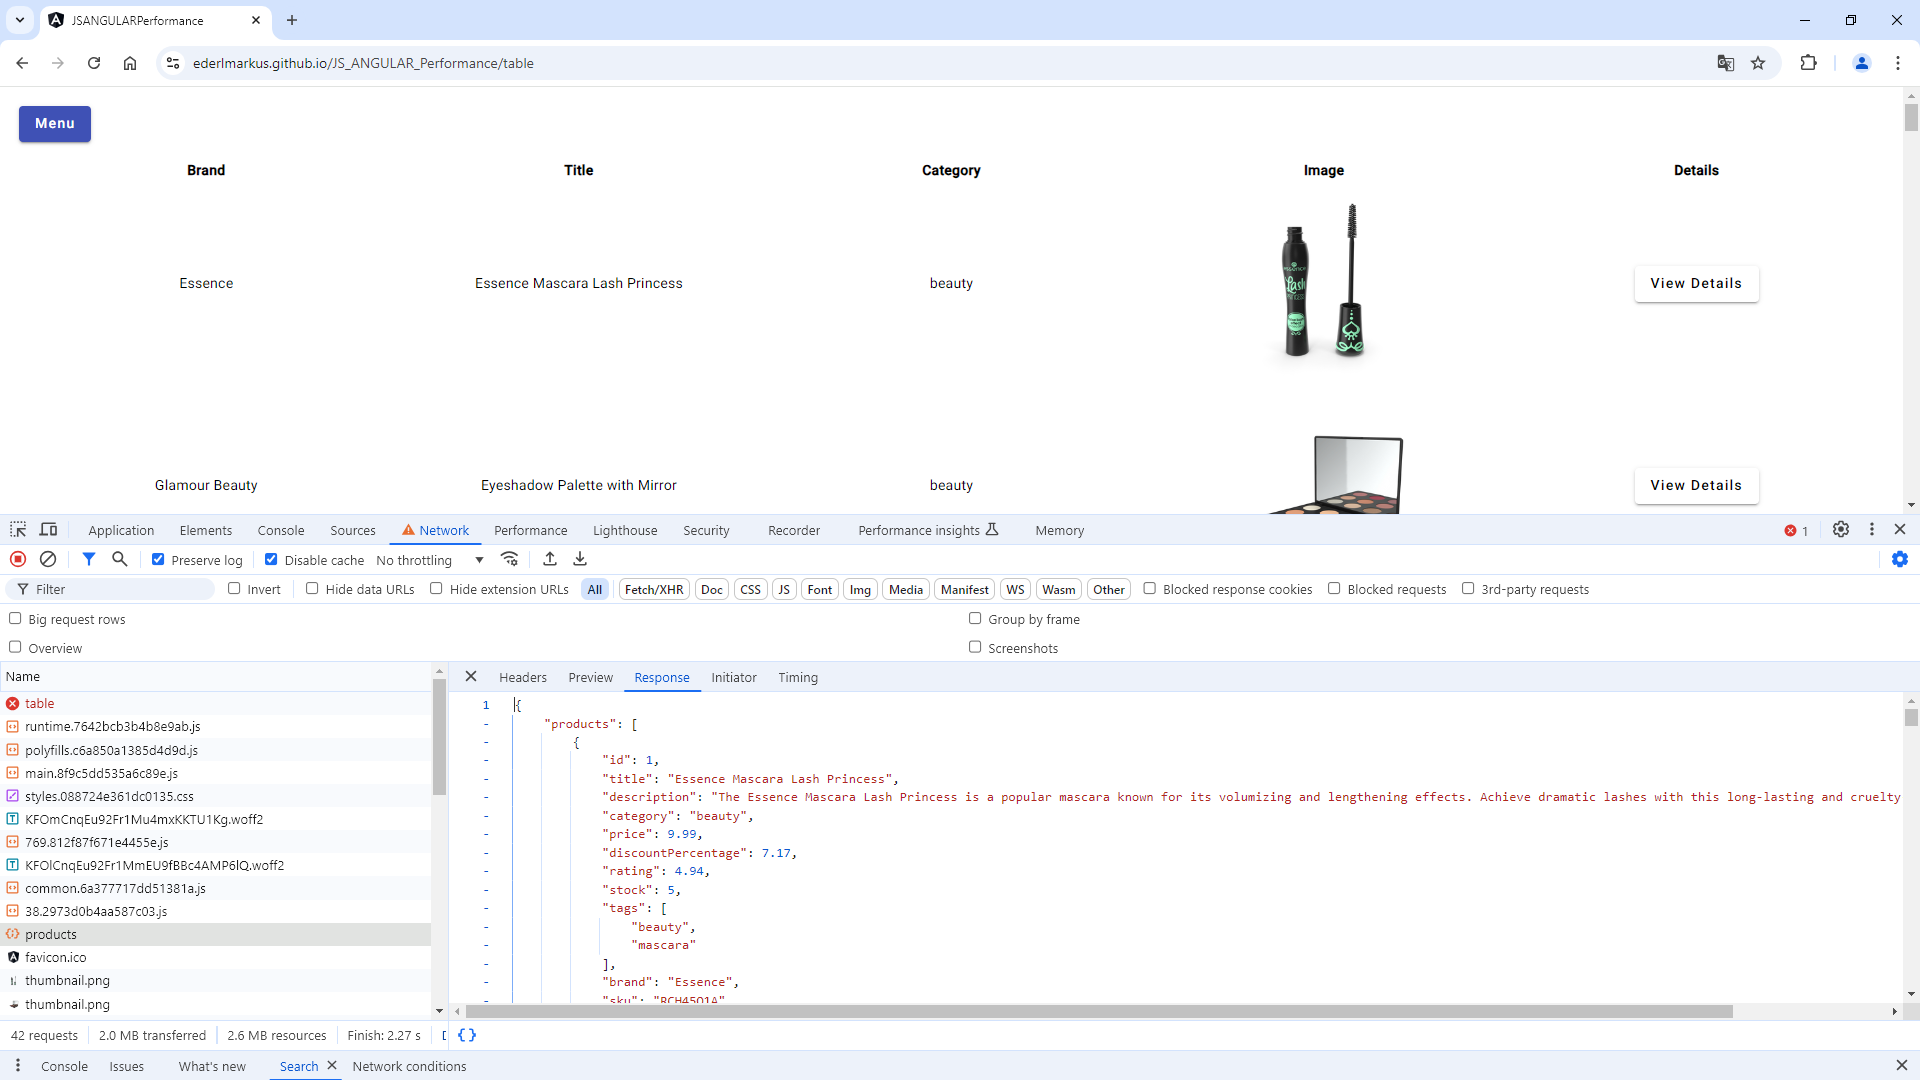 JSANGULARPerformance
ederlmarkus.github.io/JS_ANGULAR_Performance/table
Menu
Brand Title Category Image Details
Essence Essence Mascara Lash Princess beauty View Details
Glamour Beauty Eyeshadow Palette with Mirror beauty View Details
Application Elements Console Sources Network Performance Lighthouse Security Recorder Performance insights Memory 1
Preserve log Disable cache No throttling
Filter Invert Hide data URLs Hide extension URLs All Fetch/XHR Doc CSS JS Font Img Media Manifest WS Wasm Other Blocked response cookies Blocked requests 3rd-party requests
Big request rows Group by frame
Overview Screenshots
Name
table
runtime.7642bcb3b4b8e9ab.js
polyfills.c6a850a1385d4d9d.js
main.8f9c5dd535a6c89e.js
styles.088724e361dc0135.css
KFOmCnqEu92Fr1Mu4mxKKTU1Kg.woff2
769.812f87f671e4455e.js
KFOlCnqEu92Fr1MmEU9fBBc4AMP6lQ.woff2
common.6a377717dd51381a.js
38.2973d0b4aa587c03.js
products
favicon.ico
thumbnail.png
thumbnail.png
42 requests 2.0 MB transferred 2.6 MB resources Finish: 2.27 s
Headers Preview Response Initiator Timing
1 {
- "products": [
- {
- "id": 1,
- "title": "Essence Mascara Lash Princess",
- "description": "The Essence Mascara Lash Princess is a popular mascara known for its volumizing and lengthening effects. Achieve dramatic lashes with this long-lasting and cruelty
- "category": "beauty",
- "price": 9.99,
- "discountPercentage": 7.17,
- "rating": 4.94,
- "stock": 5,
- "tags": [
- "beauty",
- "mascara"
- ],
- "brand": "Essence",
- "sku": "RCH45Q1A"
{}
Console Issues What's new Search Network conditions